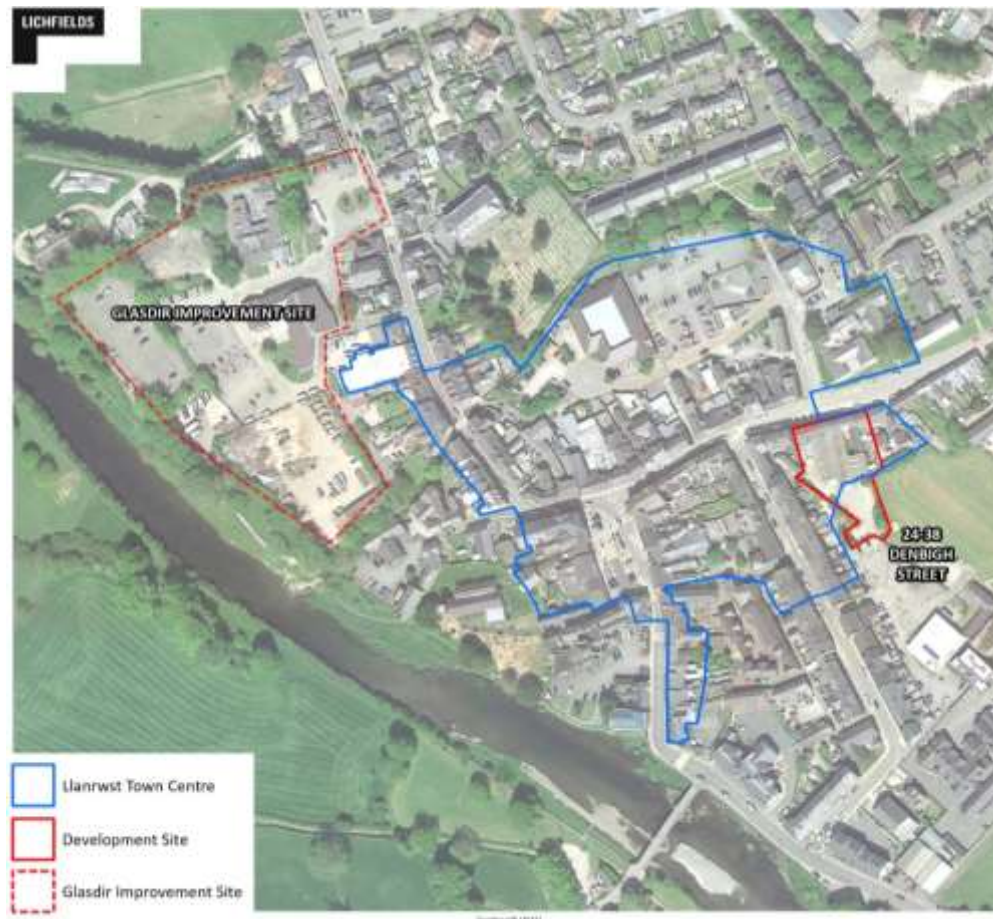 LICHFIELDS
GLASDIR IMPROVEMENT SITE
24-38
DENBIGH
STREET
Llanrwst Town Centre
Development Site
Glasdir Improvement Site